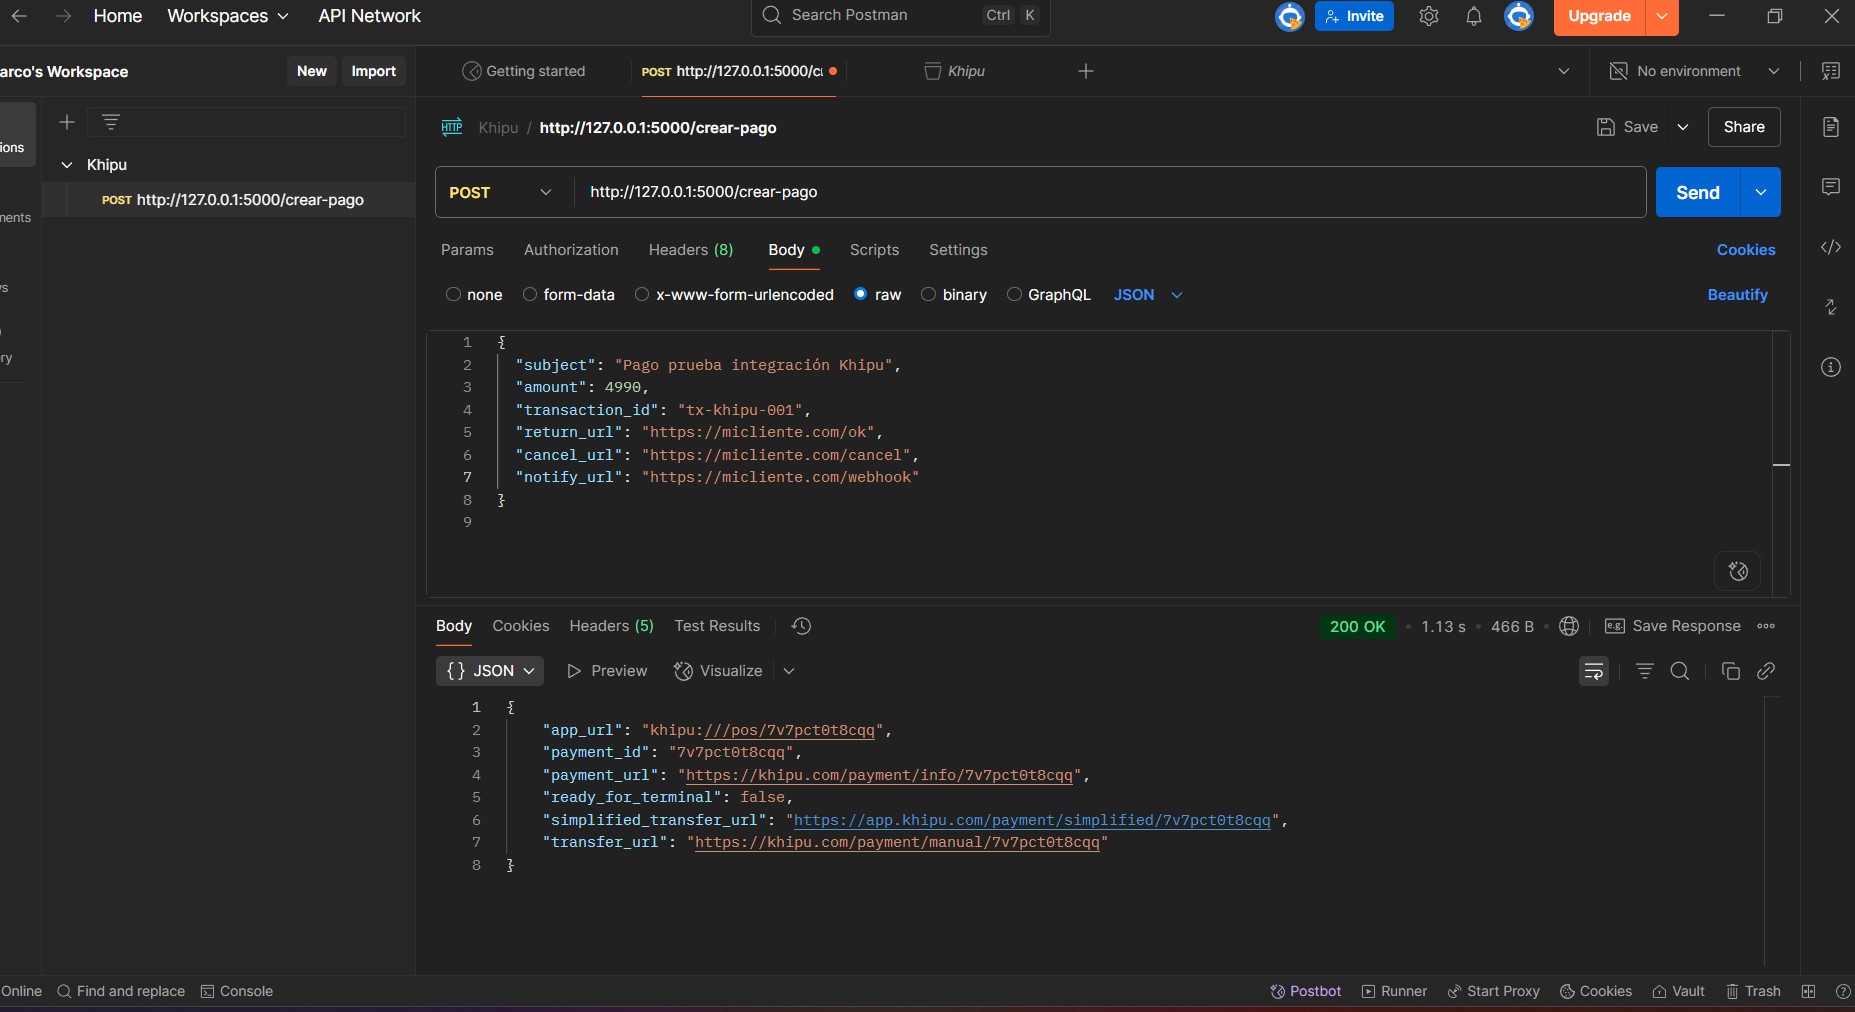 Home Workspaces API Network Search Postman Ctrl K Invite Upgrade
arco's Workspace New Import Getting started POST http://127.0.0.1:5000/c Khipu No environment
HTTP Khipu / http://127.0.0.1:5000/crear-pago Save Share
ions
Khipu
POST http://127.0.0.1:5000/crear-pago
ments
s
ry
POST http://127.0.0.1:5000/crear-pago Send
Params Authorization Headers (8) Body Scripts Settings Cookies
none form-data x-www-form-urlencoded raw binary GraphQL JSON Beautify
1 {
2 "subject": "Pago prueba integración Khipu",
3 "amount": 4990,
4 "transaction_id": "tx-khipu-001",
5 "return_url": "https://micliente.com/ok",
6 "cancel_url": "https://micliente.com/cancel",
7 "notify_url": "https://micliente.com/webhook"
8 }
9
Body Cookies Headers (5) Test Results 200 OK • 1.13 s • 466 B • e.g. Save Response
{} JSON Preview Visualize
1 {
2 "app_url": "khipu:///pos/7v7pct0t8cqq",
3 "payment_id": "7v7pct0t8cqq",
4 "payment_url": "https://khipu.com/payment/info/7v7pct0t8cqq",
5 "ready_for_terminal": false,
6 "simplified_transfer_url": "https://app.khipu.com/payment/simplified/7v7pct0t8cqq",
7 "transfer_url": "https://khipu.com/payment/manual/7v7pct0t8cqq"
8 }
Online Find and replace Console Postbot Runner Start Proxy Cookies Vault Trash